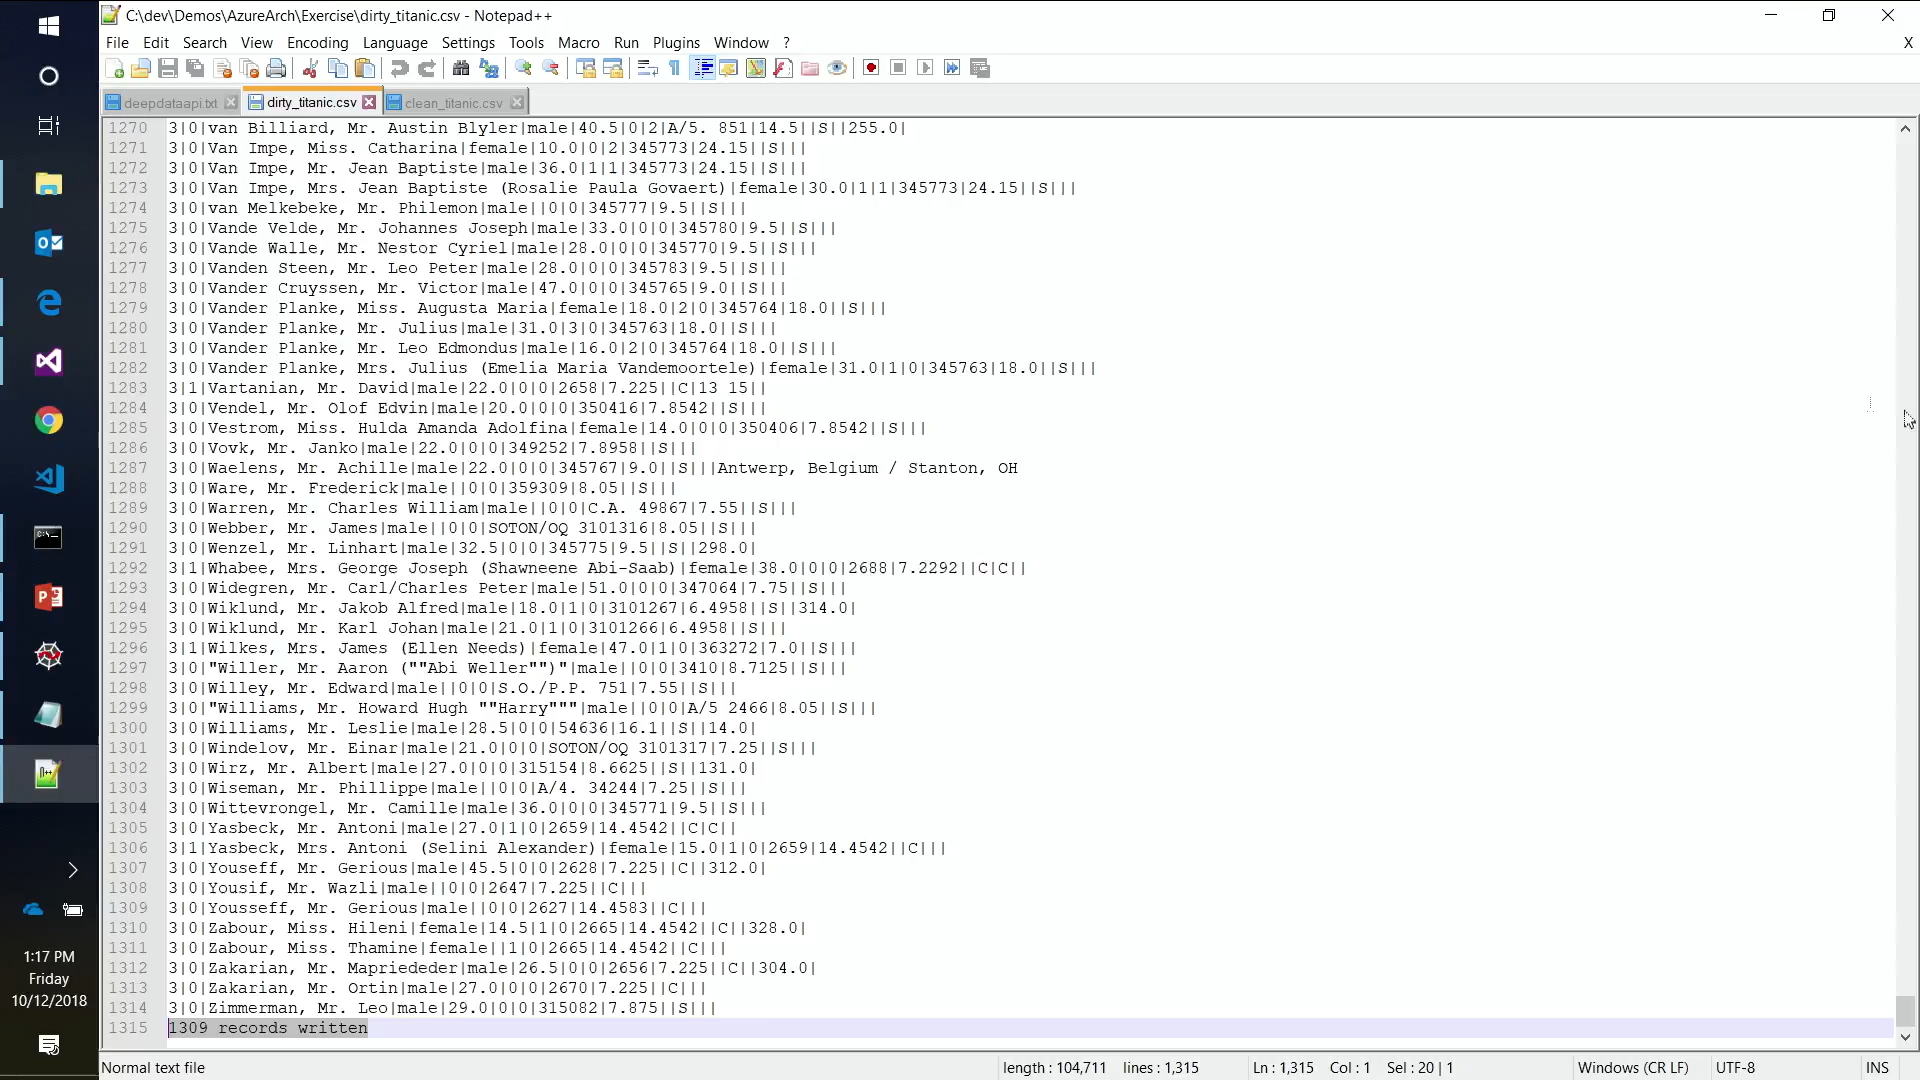 C:\dev\Demos\AzureArch\Exercise\dirty_titanic.csv - Notepad++
File Edit Search View Encoding Language Settings Tools Macro Run Plugins Window ? X
deepdataapi.txt dirty_titanic.csv clean_titanic.csv
1270 3|0|van Billiard, Mr. Austin Blyler|male|40.5|0|2|A/5. 851|14.5||S||255.0|
1271 3|0|Van Impe, Miss. Catharina|female|10.0|0|2|345773|24.15||S|||
1272 3|0|Van Impe, Mr. Jean Baptiste|male|36.0|1|1|345773|24.15||S|||
1273 3|0|Van Impe, Mrs. Jean Baptiste (Rosalie Paula Govaert)|female|30.0|1|1|345773|24.15||S|||
1274 3|0|van Melkebeke, Mr. Philemon|male||0|0|345777|9.5||S|||
1275 3|0|Vande Velde, Mr. Johannes Joseph|male|33.0|0|0|345780|9.5||S|||
1276 3|0|Vande Walle, Mr. Nestor Cyriel|male|28.0|0|0|345770|9.5||S|||
1277 3|0|Vanden Steen, Mr. Leo Peter|male|28.0|0|0|345783|9.5||S|||
1278 3|0|Vander Cruyssen, Mr. Victor|male|47.0|0|0|345765|9.0||S|||
1279 3|0|Vander Planke, Miss. Augusta Maria|female|18.0|2|0|345764|18.0||S|||
1280 3|0|Vander Planke, Mr. Julius|male|31.0|3|0|345763|18.0||S|||
1281 3|0|Vander Planke, Mr. Leo Edmondus|male|16.0|2|0|345764|18.0||S|||
1282 3|0|Vander Planke, Mrs. Julius (Emelia Maria Vandemoortele)|female|31.0|1|0|345763|18.0||S|||
1283 3|1|Vartanian, Mr. David|male|22.0|0|0|2658|7.225||C|13 15||
1284 3|0|Vendel, Mr. Olof Edvin|male|20.0|0|0|350416|7.8542||S|||
1285 3|0|Vestrom, Miss. Hulda Amanda Adolfina|female|14.0|0|0|350406|7.8542||S|||
1286 3|0|Vovk, Mr. Janko|male|22.0|0|0|349252|7.8958||S|||
1287 3|0|Waelens, Mr. Achille|male|22.0|0|0|345767|9.0||S|||Antwerp, Belgium / Stanton, OH
1288 3|0|Ware, Mr. Frederick|male||0|0|359309|8.05||S|||
1289 3|0|Warren, Mr. Charles William|male||0|0|C.A. 49867|7.55||S|||
1290 3|0|Webber, Mr. James|male||0|0|SOTON/OQ 3101316|8.05||S|||
1291 3|0|Wenzel, Mr. Linhart|male|32.5|0|0|345775|9.5||S||298.0|
1292 3|1|Whabee, Mrs. George Joseph (Shawneene Abi-Saab)|female|38.0|0|0|2688|7.2292||C|C||
1293 3|0|Widegren, Mr. Carl/Charles Peter|male|51.0|0|0|347064|7.75||S|||
1294 3|0|Wiklund, Mr. Jakob Alfred|male|18.0|1|0|3101267|6.4958||S||314.0|
1295 3|0|Wiklund, Mr. Karl Johan|male|21.0|1|0|3101266|6.4958||S|||
1296 3|1|Wilkes, Mrs. James (Ellen Needs)|female|47.0|1|0|363272|7.0||S|||
1297 3|0|"Willer, Mr. Aaron (""Abi Weller"")"|male||0|0|3410|8.7125||S|||
1298 3|0|Willey, Mr. Edward|male||0|0|S.O./P.P. 751|7.55||S|||
1299 3|0|"Williams, Mr. Howard Hugh ""Harry"""|male||0|0|A/5 2466|8.05||S|||
1300 3|0|Williams, Mr. Leslie|male|28.5|0|0|54636|16.1||S||14.0|
1301 3|0|Windelov, Mr. Einar|male|21.0|0|0|SOTON/OQ 3101317|7.25||S|||
1302 3|0|Wirz, Mr. Albert|male|27.0|0|0|315154|8.6625||S||131.0|
1303 3|0|Wiseman, Mr. Phillippe|male||0|0|A/4. 34244|7.25||S|||
1304 3|0|Wittevrongel, Mr. Camille|male|36.0|0|0|345771|9.5||S|||
1305 3|0|Yasbeck, Mr. Antoni|male|27.0|1|0|2659|14.4542||C|C||
1306 3|1|Yasbeck, Mrs. Antoni (Selini Alexander)|female|15.0|1|0|2659|14.4542||C|||
1307 3|0|Youseff, Mr. Gerious|male|45.5|0|0|2628|7.225||C||312.0|
1308 3|0|Yousif, Mr. Wazli|male||0|0|2647|7.225||C|||
1309 3|0|Yousseff, Mr. Gerious|male||0|0|2627|14.4583||C|||
1310 3|0|Zabour, Miss. Hileni|female|14.5|1|0|2665|14.4542||C||328.0|
1311 3|0|Zabour, Miss. Thamine|female||1|0|2665|14.4542||C|||
1312 3|0|Zakarian, Mr. Mapriededer|male|26.5|0|0|2656|7.225||C||304.0|
1313 3|0|Zakarian, Mr. Ortin|male|27.0|0|0|2670|7.225||C|||
1314 3|0|Zimmerman, Mr. Leo|male|29.0|0|0|315082|7.875||S|||
1315 1309 records written
1:17 PM
Friday
10/12/2018
Normal text file length : 104,711 lines : 1,315 Ln : 1,315 Col : 1 Sel : 20 | 1 Windows (CR LF) UTF-8 INS